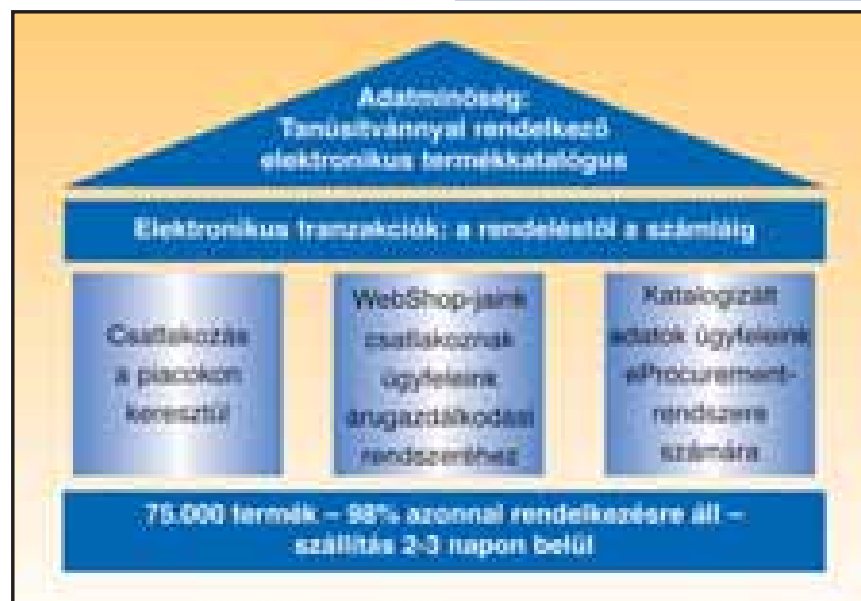 Adatminőség:
Tanúsítvánnyal rendelkező
elektronikus termékkatalógus
Elektronikus tranzakciók: a rendeléstől a számláig
Csatlakozás
a piacokon
keresztül
WebShop-jaink
csatlakoznak
ügyfeleink
árugazdálkodási
rendszeréhez
Katalogizált
adatok ügyfeleink
eProcurement-
rendszere
számára
75.000 termék – 98% azonnal rendelkezésre áll –
szállítás 2-3 napon belül